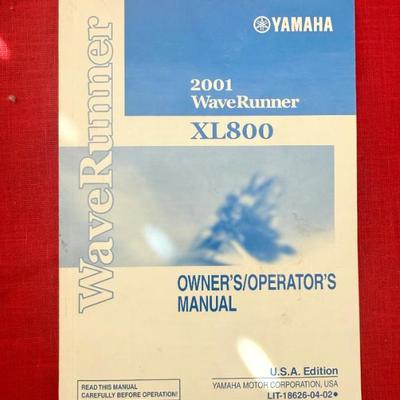 YAMAHA
WaveRunner
2001
WaveRunner
XL800
OWNER'S/OPERATOR'S
MANUAL
READ THIS MANUAL
CAREFULLY BEFORE OPERATION!
U.S.A. Edition
YAMAHA MOTOR CORPORATION, USA
LIT-18626-04-02●